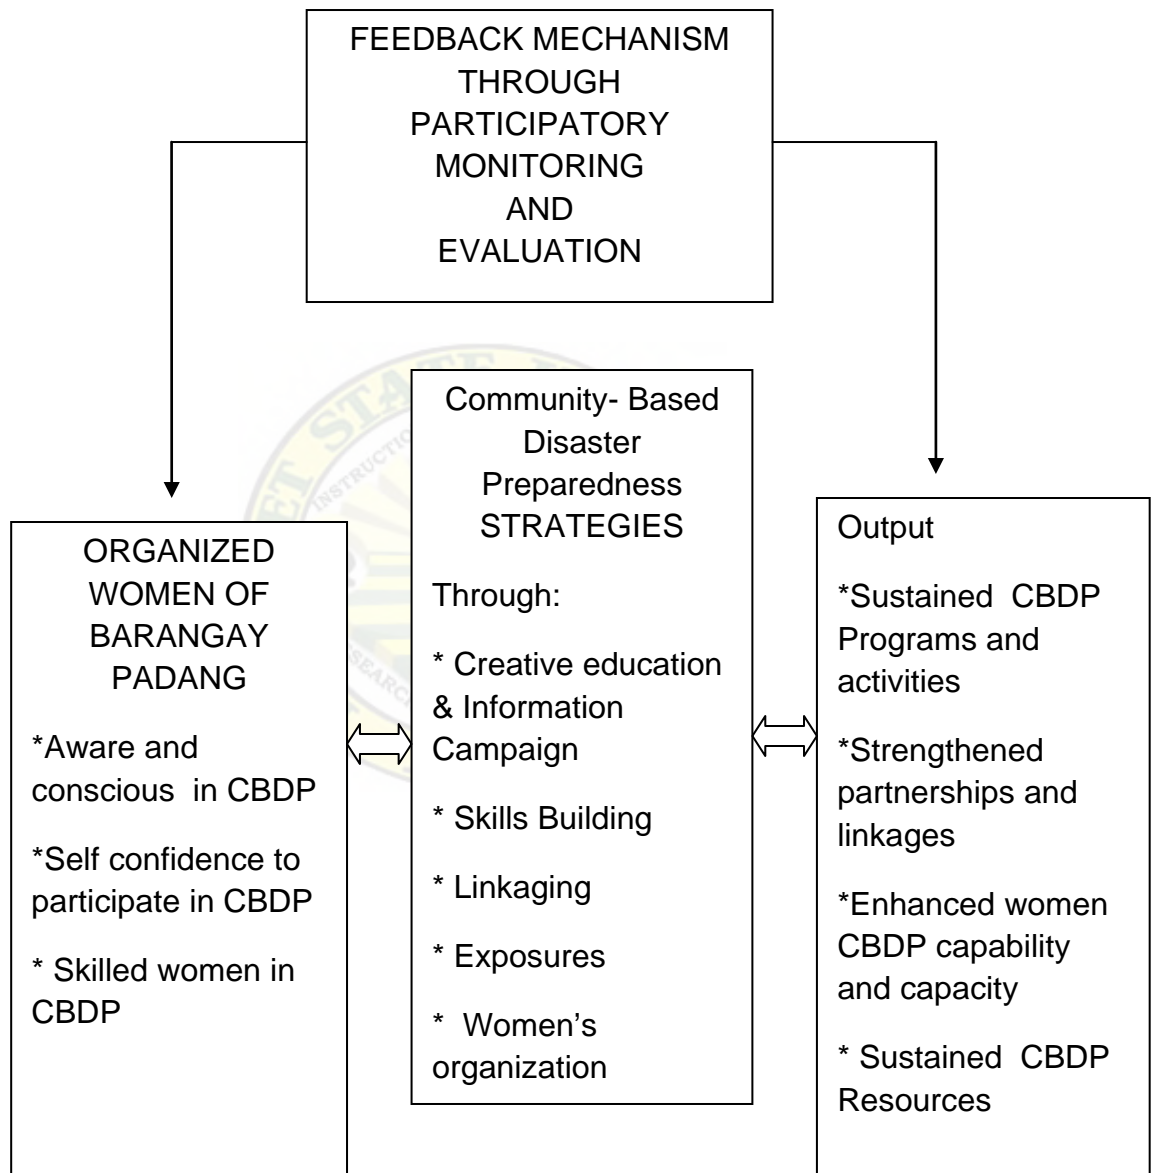 FEEDBACK MECHANISM
THROUGH
PARTICIPATORY
MONITORING
AND
EVALUATION
ORGANIZED
WOMEN OF
BARANGAY
PADANG
*Aware and
conscious in CBDP
*Self confidence to
participate in CBDP
* Skilled women in
CBDP
Community- Based
Disaster
Preparedness
STRATEGIES
Through:
* Creative education
& Information
Campaign
* Skills Building
* Linkaging
* Exposures
* Women’s
organization
Output
*Sustained CBDP
Programs and
activities
*Strengthened
partnerships and
linkages
*Enhanced women
CBDP capability
and capacity
* Sustained CBDP
Resources